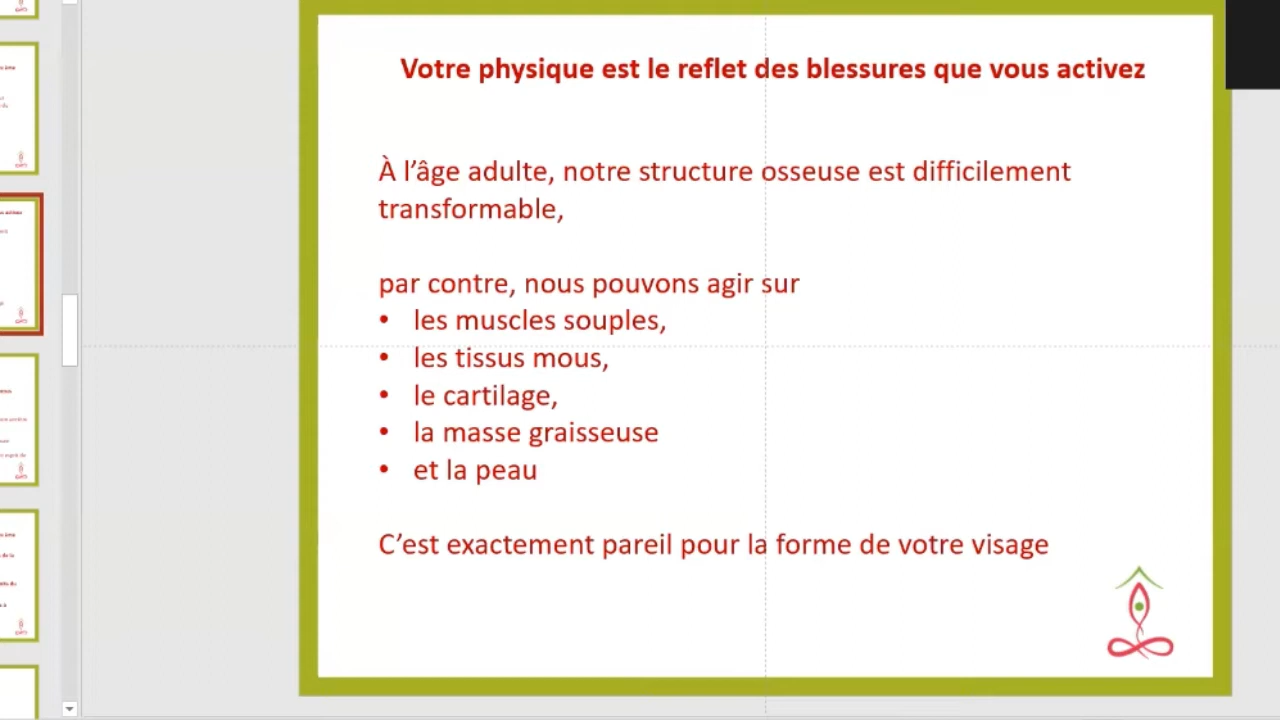 Votre physique est le reflet des blessures que vous activez
À l’âge adulte, notre structure osseuse est difficilement
transformable,
par contre, nous pouvons agir sur
• les muscles souples,
• les tissus mous,
• le cartilage,
• la masse graisseuse
• et la peau
C’est exactement pareil pour la forme de votre visage